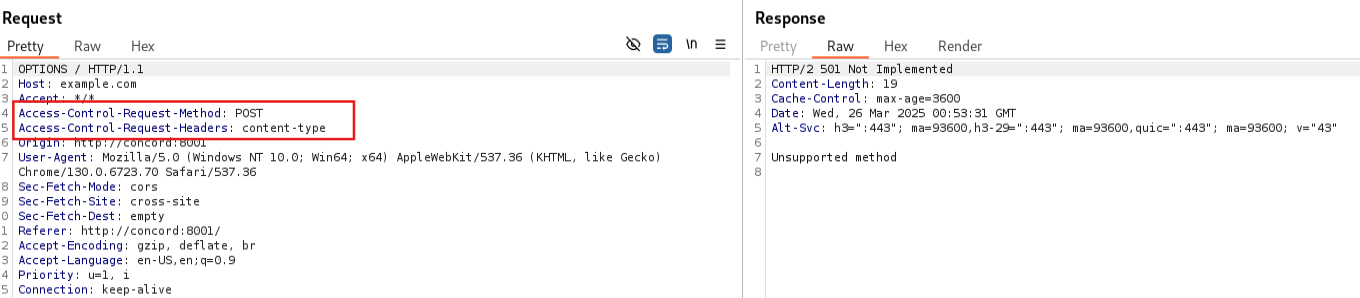 Request
Pretty Raw Hex
\n
1 OPTIONS / HTTP/1.1
2 Host: example.com
3 Accept: */*
4 Access-Control-Request-Method: POST
5 Access-Control-Request-Headers: content-type
6 Origin: http://concord:8001
7 User-Agent: Mozilla/5.0 (Windows NT 10.0; Win64; x64) AppleWebKit/537.36 (KHTML, like Gecko)
Chrome/130.0.6723.70 Safari/537.36
8 Sec-Fetch-Mode: cors
9 Sec-Fetch-Site: cross-site
0 Sec-Fetch-Dest: empty
1 Referer: http://concord:8001/
2 Accept-Encoding: gzip, deflate, br
3 Accept-Language: en-US,en;q=0.9
4 Priority: u=1, i
5 Connection: keep-alive
Response
Pretty Raw Hex Render
1 HTTP/2 501 Not Implemented
2 Content-Length: 19
3 Cache-Control: max-age=3600
4 Date: Wed, 26 Mar 2025 00:53:31 GMT
5 Alt-Svc: h3=":443"; ma=93600,h3-29=":443"; ma=93600,quic=":443"; ma=93600; v="43"
6
7 Unsupported method
8